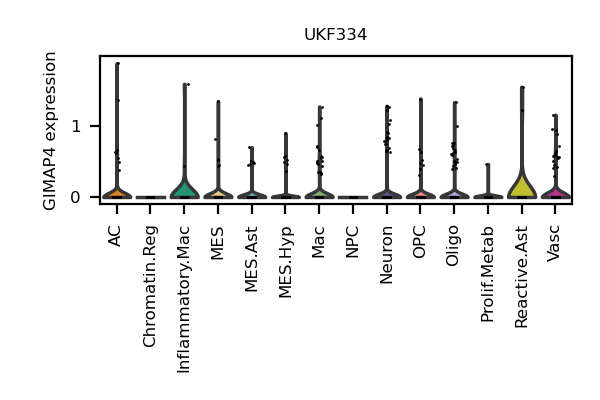 UKF334
GIMAP4 expression
1
0
AC
Chromatin.Reg
Inflammatory.Mac
MES
MES.Ast
MES.Hyp
Mac
NPC
Neuron
OPC
Oligo
Prolif.Metab
Reactive.Ast
Vasc